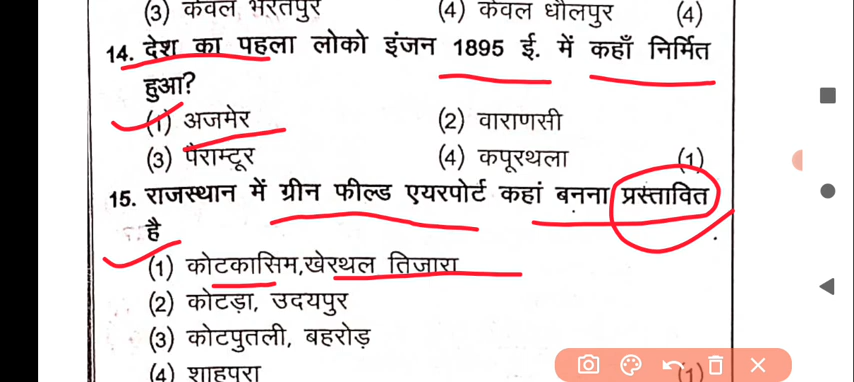 (3) केवल भरतपुर (4) केवल धौलपुर (4)
14. देश का पहला लोको इंजन 1895 ई. में कहाँ निर्मित
हुआ?
(1) अजमेर (2) वाराणसी
(3) पैराम्टूर (4) कपूरथला (1)
15. राजस्थान में ग्रीन फील्ड एयरपोर्ट कहां बनना प्रस्तावित
है
(1) कोटकासिम,खेरथल तिजारा
(2) कोटड़ा, उदयपुर
(3) कोटपुतली, बहरोड़
(4) शाहपुरा (1)